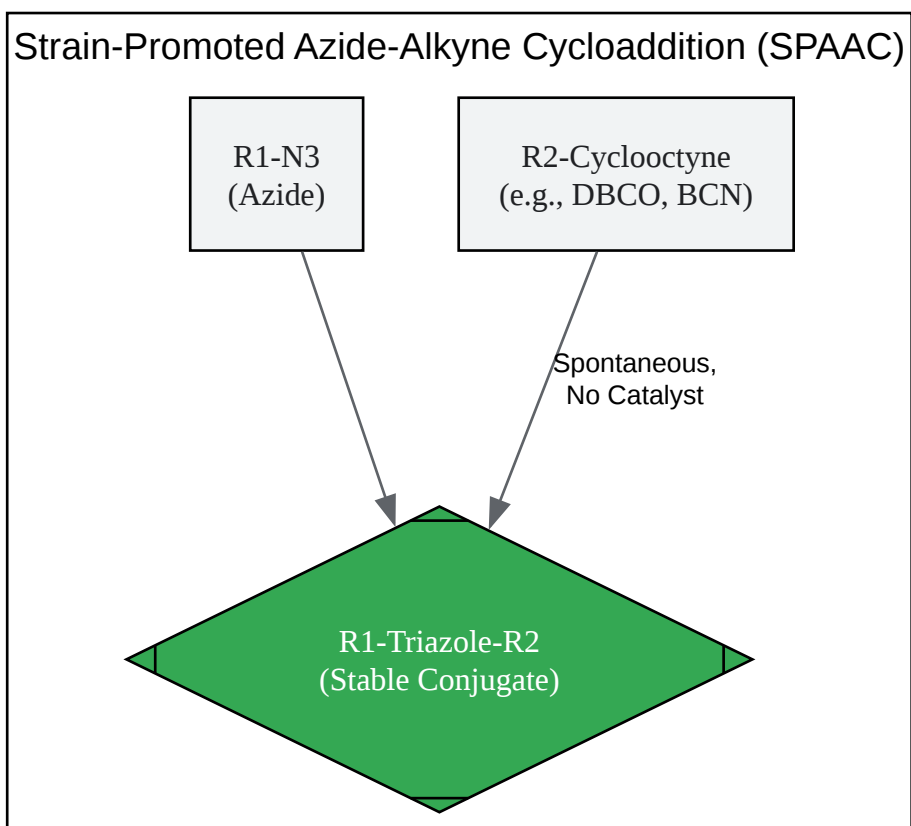 Strain-Promoted Azide-Alkyne Cycloaddition (SPAAC)
R1-N3
(Azide)
R2-Cyclooctyne
(e.g., DBCO, BCN)
Spontaneous,
No Catalyst
R1-Triazole-R2
(Stable Conjugate)